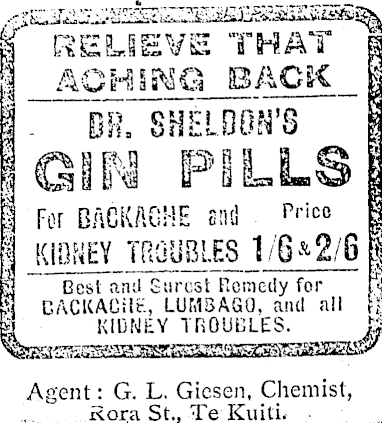 RELIEVE THAT
ACHING BACK
DR. SHELDON'S
GIN PILLS
For BACKACHE and Price
KIDNEY TROUBLES 1/6 & 2/6
Best and Surest Remedy for
BACKACHE, LUMBAGO, and all
KIDNEY TROUBLES.
Agent: G. L. Giesen, Chemist,
Rora St., Te Kuiti.